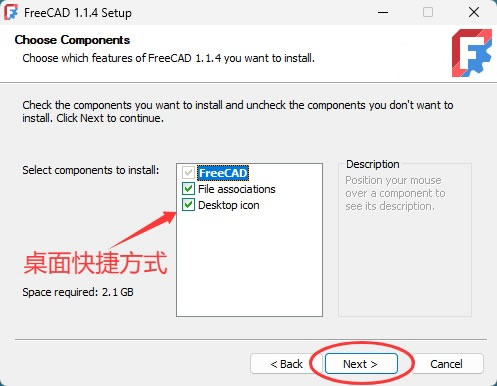 FreeCAD 1.1.4 Setup
Choose Components
Choose which features of FreeCAD 1.1.4 you want to install.
Check the components you want to install and uncheck the components you don't want to
install. Click Next to continue.
Select components to install:
FreeCAD
File associations
Desktop icon
Description
Position your mouse
over a component to
see its description.
桌面快捷方式
Space required: 2.1 GB
< Back
Next >
Cancel